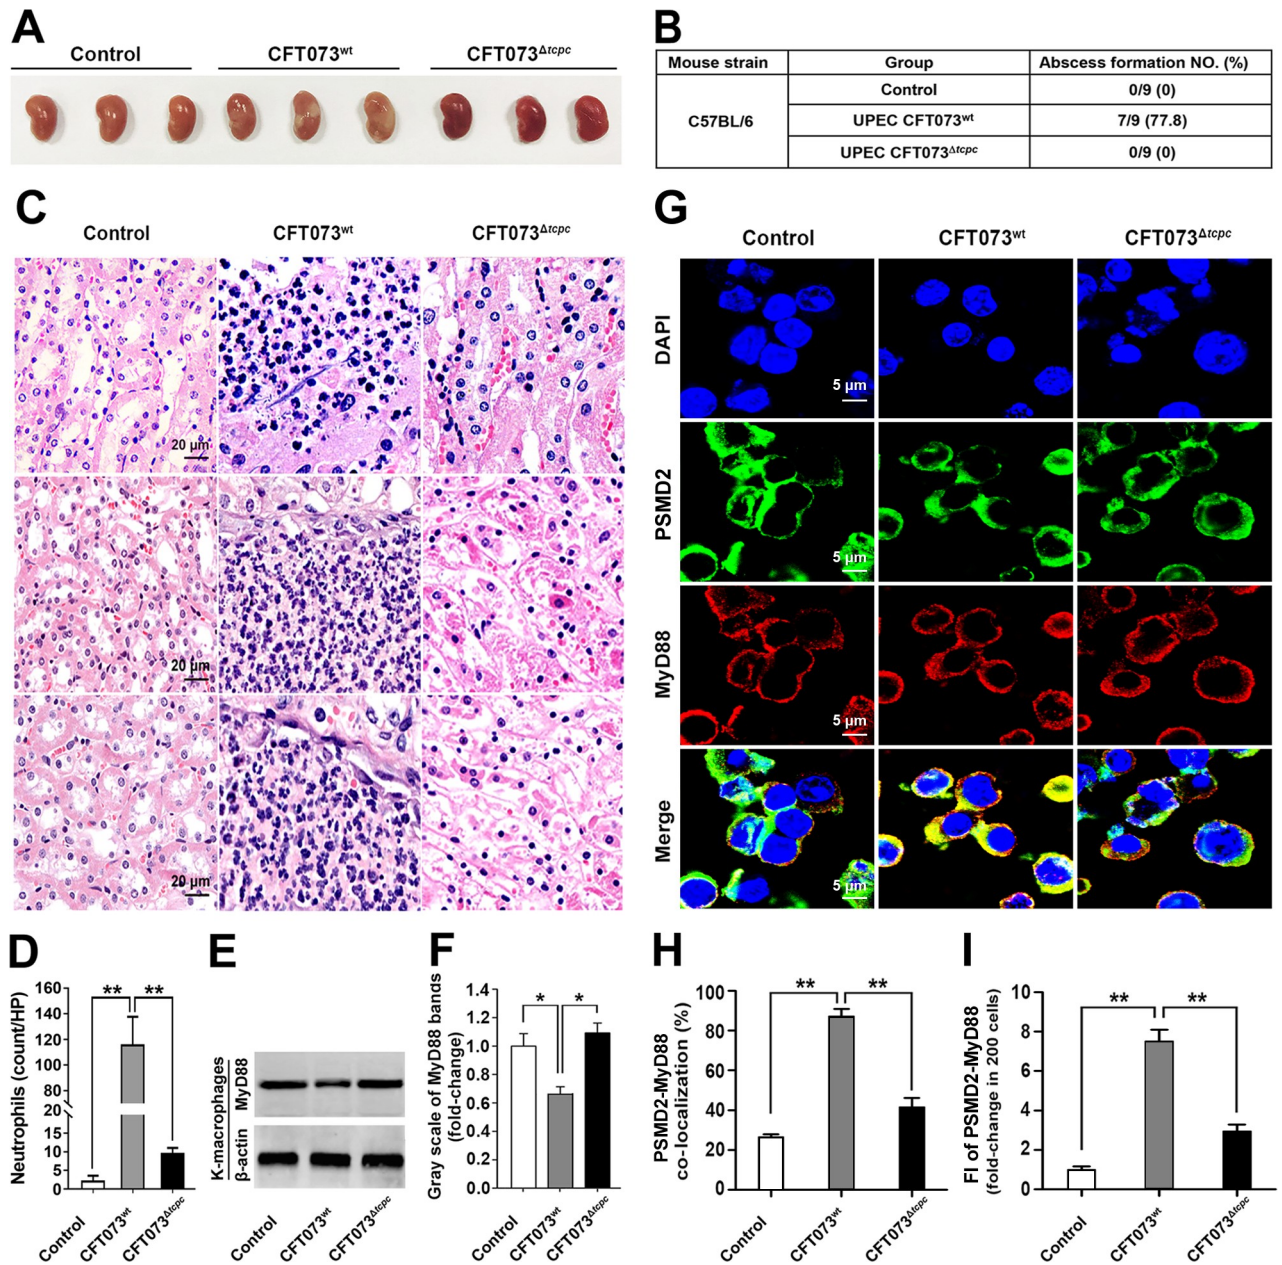 A
Control CFT073wt CFT073Δtcpc
B
Mouse strain Group Abscess formation NO. (%)
C57BL/6
Control 0/9 (0)
UPEC CFT073wt 7/9 (77.8)
UPEC CFT073Δtcpc 0/9 (0)
C
Control CFT073wt CFT073Δtcpc
20 μm
20 μm
20 μm
G
Control CFT073wt CFT073Δtcpc
DAPI
5 μm
PSMD2
5 μm
MyD88
5 μm
Merge
5 μm
D
Neutrophils (count/HP)
160
140
120
100
80
60
20
15
10
5
0
** **
Control CFT073wt CFT073Δtcpc
E
K-macrophages
MyD88
β-actin
Control CFT073wt CFT073Δtcpc
F
Gray scale of MyD88 bands
(fold-change)
1.4
1.2
1.0
0.8
0.6
0.4
0.2
0.0
* *
Control CFT073wt CFT073Δtcpc
H
PSMD2-MyD88
co-localization (%)
100
80
60
40
20
0
** **
Control CFT073wt CFT073Δtcpc
I
FI of PSMD2-MyD88
(fold-change in 200 cells)
10
8
6
4
2
0
** **
Control CFT073wt CFT073Δtcpc